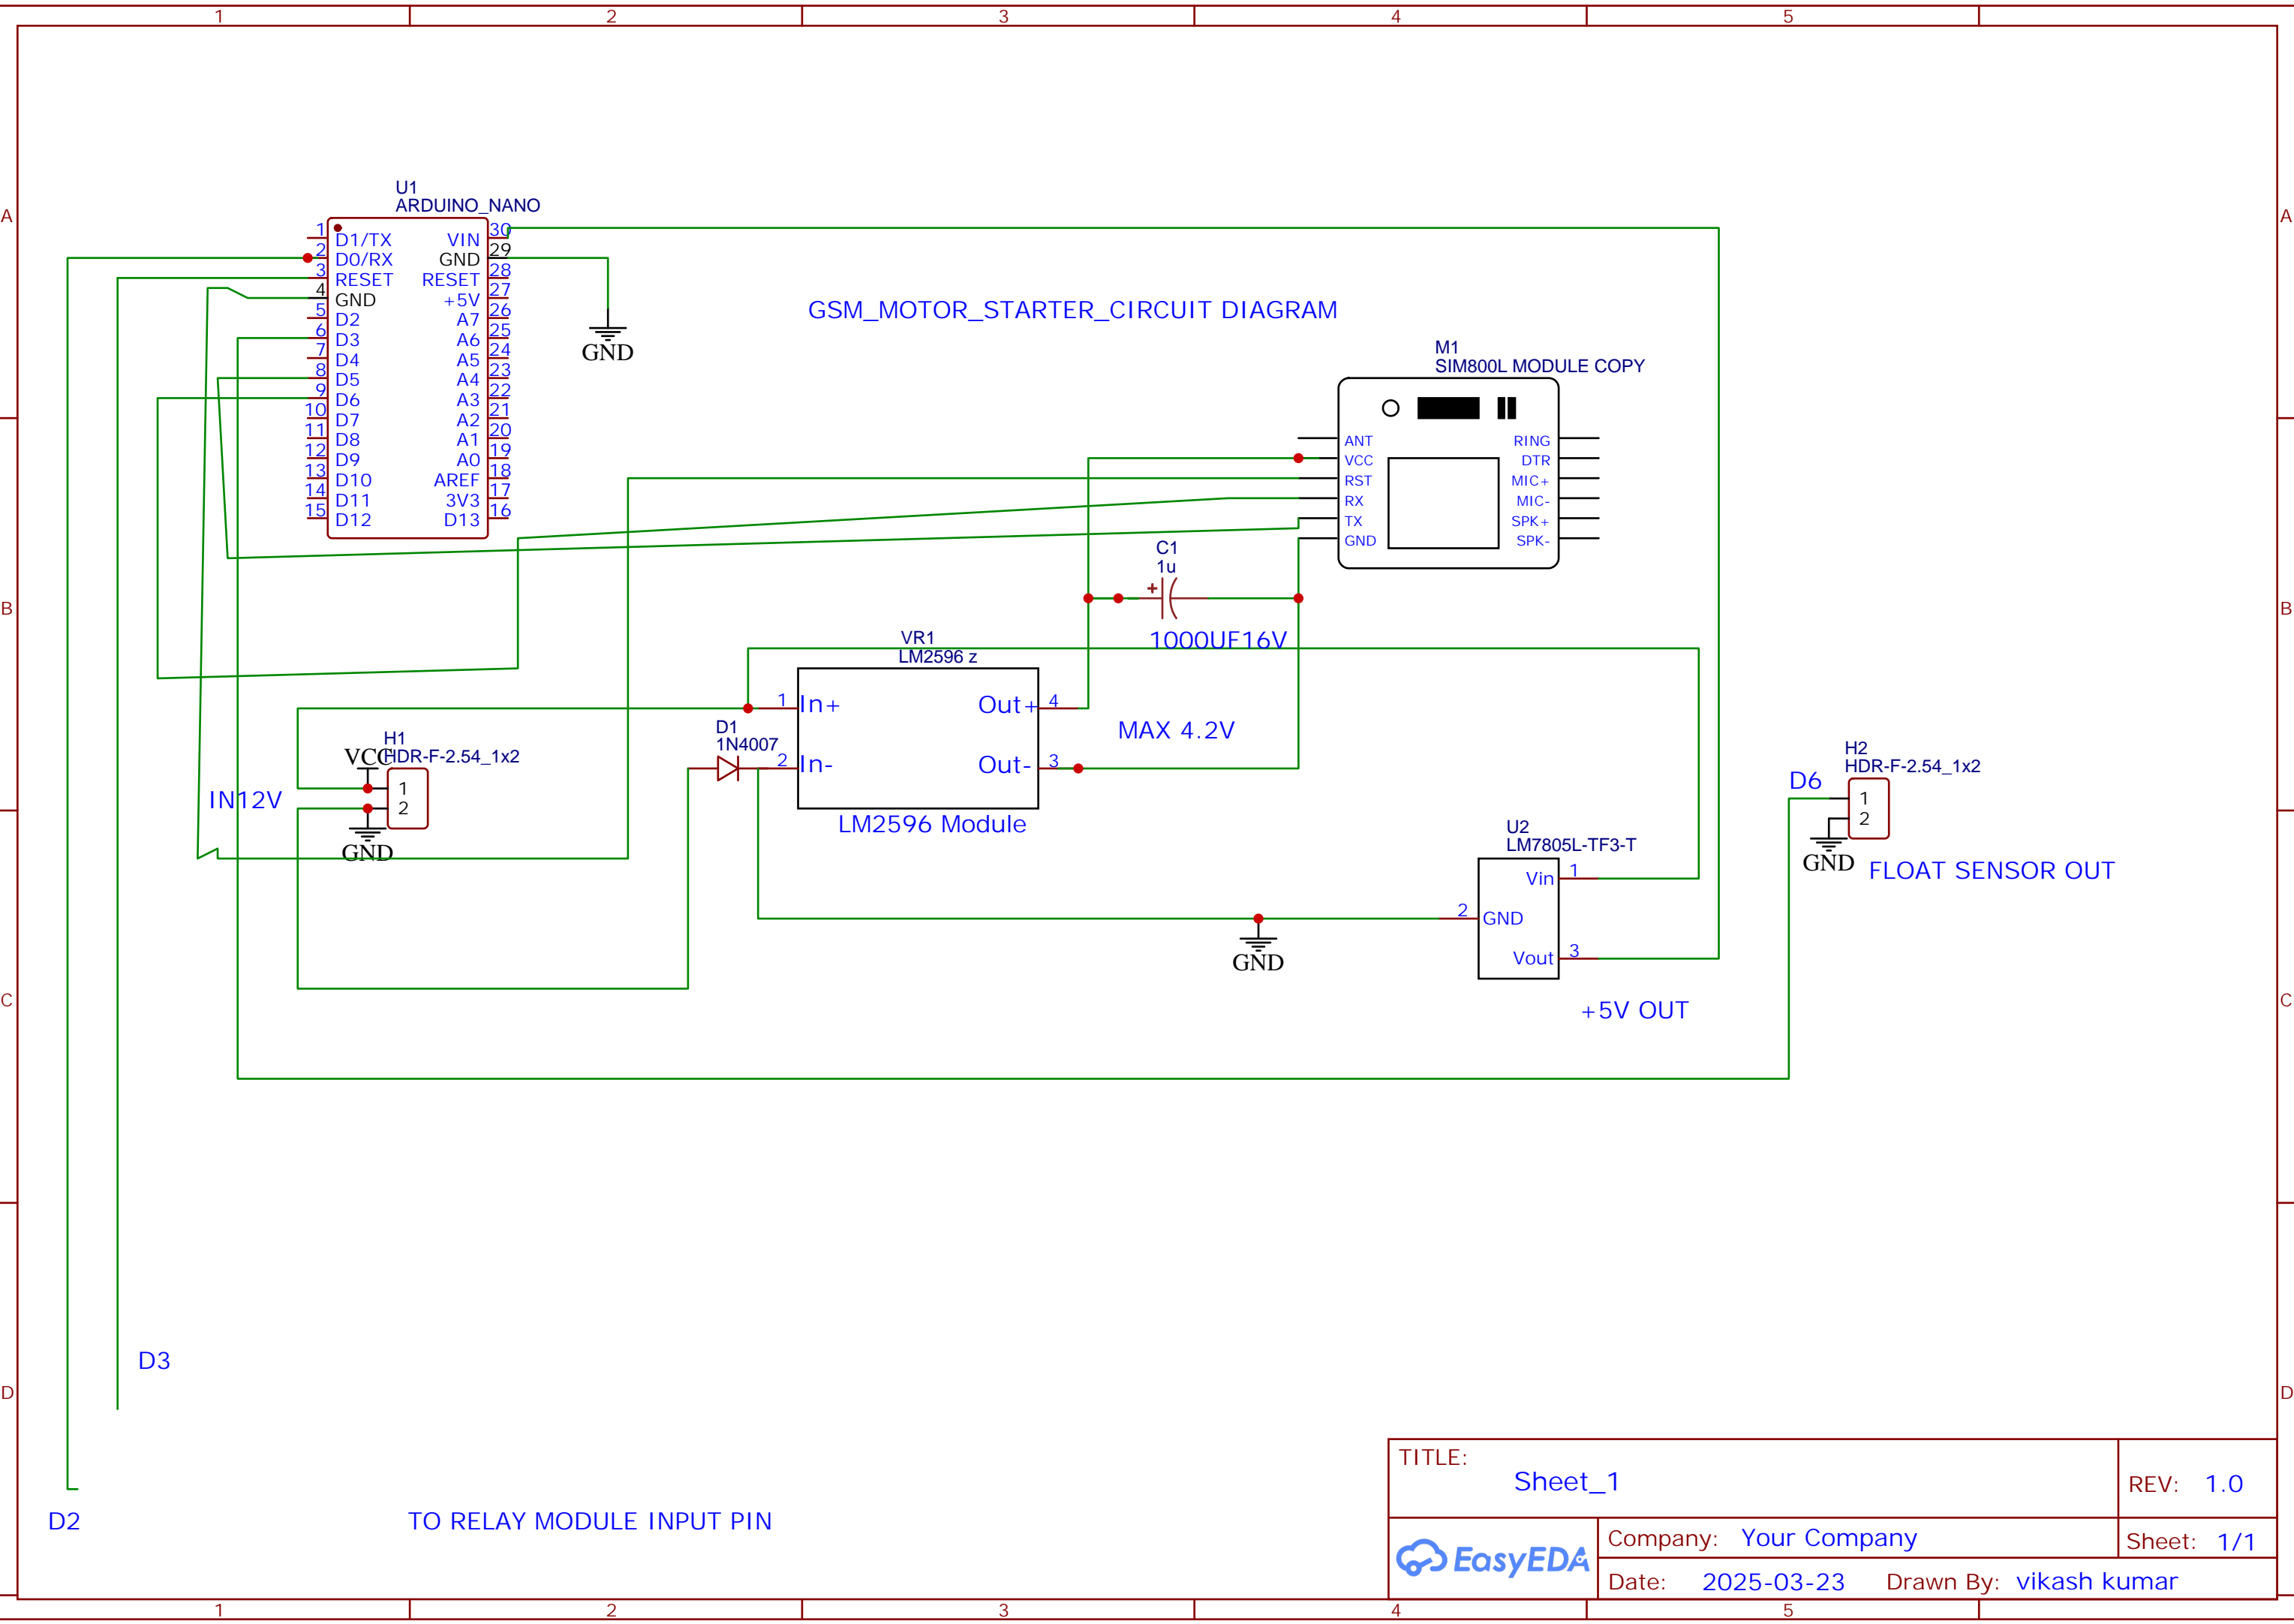 1 2 3 4 5
A A
B B
C C
D D
U1
ARDUINO_NANO
1 D1/TX VIN 30
2 D0/RX GND 29
3 RESET RESET 28
4 GND +5V 27
5 D2 A7 26
6 D3 A6 25
7 D4 A5 24
8 D5 A4 23
9 D6 A3 22
10 D7 A2 21
11 D8 A1 20
12 D9 A0 19
13 D10 AREF 18
14 D11 3V3 17
15 D12 D13 16
GND
GSM_MOTOR_STARTER_CIRCUIT DIAGRAM
M1
SIM800L MODULE COPY
ANT RING
VCC DTR
RST MIC+
RX MIC-
TX SPK+
GND SPK-
C1
1u
+
1000UF16V
VR1
LM2596 z
1 In+ Out+ 4
2 In- Out- 3
LM2596 Module
MAX 4.2V
D1
1N4007
H1
HDR-F-2.54_1x2
VCC
1
2
IN12V
GND
H2
HDR-F-2.54_1x2
D6
1
2
GND
FLOAT SENSOR OUT
U2
LM7805L-TF3-T
Vin 1
2 GND
Vout 3
GND
+5V OUT
D3
D2
TO RELAY MODULE INPUT PIN
TITLE:
Sheet_1
REV: 1.0
EasyEDA
Company: Your Company
Sheet: 1/1
Date: 2025-03-23
Drawn By: vikash kumar
1 2 3 4 5